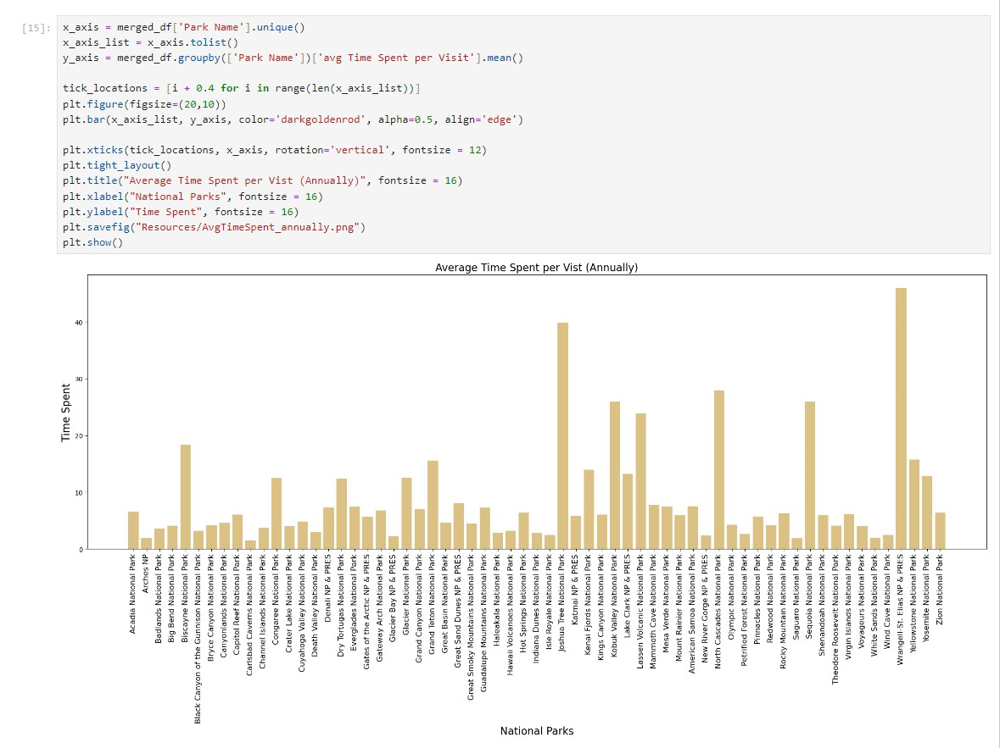 [15]:
x_axis = merged_df['Park Name'].unique()
x_axis_list = x_axis.tolist()
y_axis = merged_df.groupby(['Park Name'])['avg Time Spent per Visit'].mean()
tick_locations = [i + 0.4 for i in range(len(x_axis_list))]
plt.figure(figsize=(20,10))
plt.bar(x_axis_list, y_axis, color='darkgoldenrod', alpha=0.5, align='edge')
plt.xticks(tick_locations, x_axis, rotation='vertical', fontsize = 12)
plt.tight_layout()
plt.title("Average Time Spent per Vist (Annually)", fontsize = 16)
plt.xlabel("National Parks", fontsize = 16)
plt.ylabel("Time Spent", fontsize = 16)
plt.savefig("Resources/AvgTimeSpent_annually.png")
plt.show()
Average Time Spent per Vist (Annually)
Time Spent
40
30
20
10
0
Acadia National Park
Arches NP
Badlands National Park
Big Bend National Park
Biscayne National Park
Black Canyon of the Gunnison National Park
Bryce Canyon National Park
Canyonlands National Park
Capitol Reef National Park
Carlsbad Caverns National Park
Channel Islands National Park
Congaree National Park
Crater Lake National Park
Cuyahoga Valley National Park
Death Valley National Park
Denali NP & PRES
Dry Tortugas National Park
Everglades National Park
Gates of the Arctic NP & PRES
Gateway Arch National Park
Glacier Bay NP & PRES
Glacier National Park
Grand Canyon National Park
Grand Teton National Park
Great Basin National Park
Great Sand Dunes NP & PRES
Great Smoky Mountains National Park
Guadalupe Mountains National Park
Haleakala National Park
Hawaii Volcanoes National Park
Hot Springs National Park
Indiana Dunes National Park
Isle Royale National Park
Joshua Tree National Park
Katmai NP & PRES
Kenai Fjords National Park
Kings Canyon National Park
Kobuk Valley National Park
Lake Clark NP & PRES
Lassen Volcanic National Park
Mammoth Cave National Park
Mesa Verde National Park
Mount Rainier National Park
American Samoa National Park
New River Gorge NP & PRES
North Cascades National Park
Olympic National Park
Petrified Forest National Park
Pinnacles National Park
Redwood National Park
Rocky Mountain National Park
Saguaro National Park
Sequoia National Park
Shenandoah National Park
Theodore Roosevelt National Park
Virgin Islands National Park
Voyageurs National Park
White Sands National Park
Wind Cave National Park
Wrangell-St. Elias NP & PRES
Yellowstone National Park
Yosemite National Park
Zion National Park
National Parks